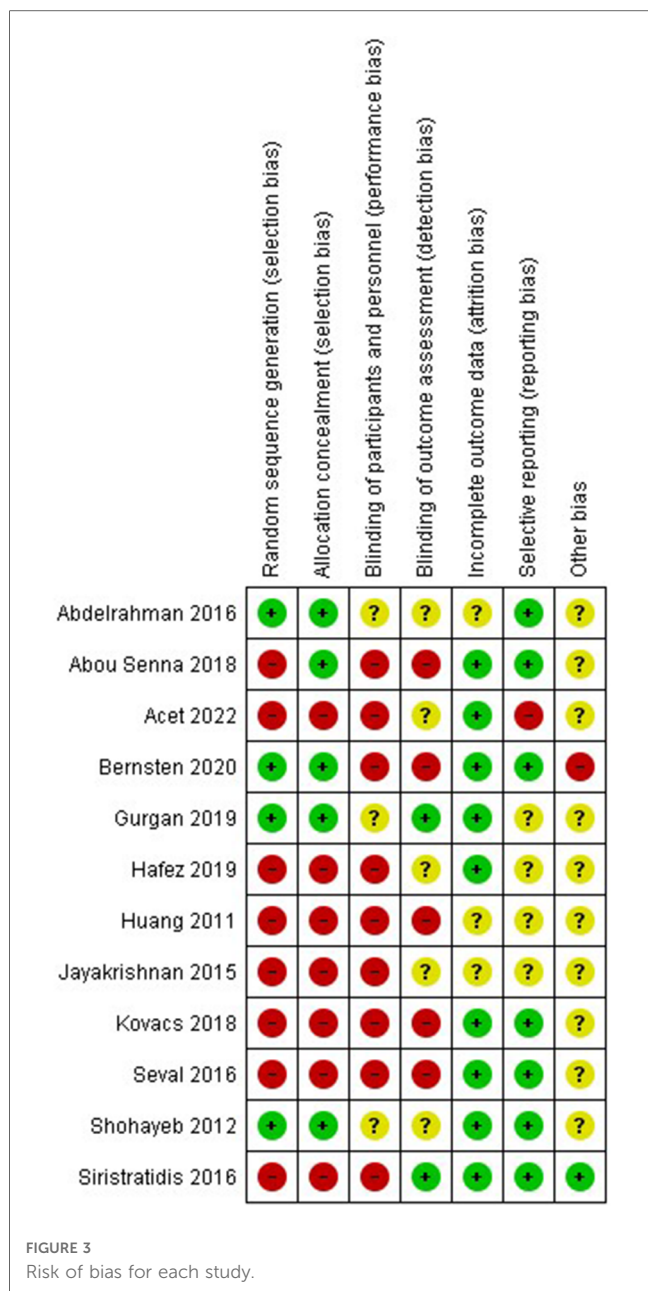 Random sequence generation (selection bias)
Allocation concealment (selection bias)
Blinding of participants and personnel (performance bias)
Blinding of outcome assessment (detection bias)
Incomplete outcome data (attrition bias)
Selective reporting (reporting bias)
Other bias
Abdelrahman 2016 + + ? ? ? + ?
Abou Senna 2018 - + - - + + ?
Acet 2022 - - - ? + - ?
Bernsten 2020 + + - - + + -
Gurgan 2019 + + ? + + ? ?
Hafez 2019 - - - ? + ? ?
Huang 2011 - - - - ? ? ?
Jayakrishnan 2015 - - - ? ? ? ?
Kovacs 2018 - - - - + + ?
Seval 2016 - - - - + + ?
Shohayeb 2012 + + ? ? + + ?
Siristratidis 2016 - - - + + + +
FIGURE 3
Risk of bias for each study.